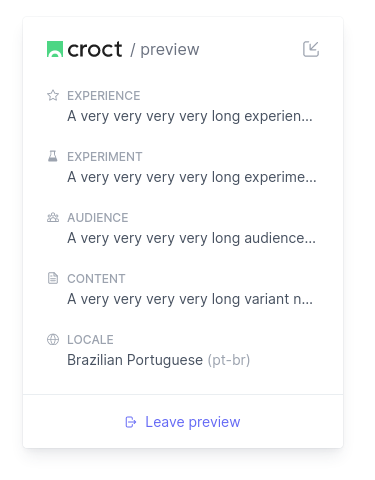 croct / preview
EXPERIENCE
A very very very very long experien...
EXPERIMENT
A very very very very long experime...
AUDIENCE
A very very very very long audience...
CONTENT
A very very very very long variant n...
LOCALE
Brazilian Portuguese (pt-br)
Leave preview